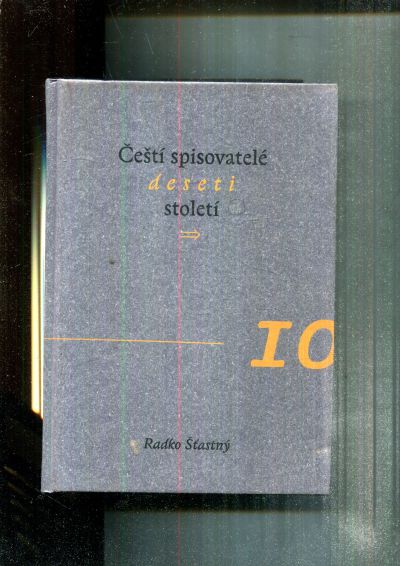 Čeští spisovatelé
deseti
století
⇒
10
Radko Šťastný